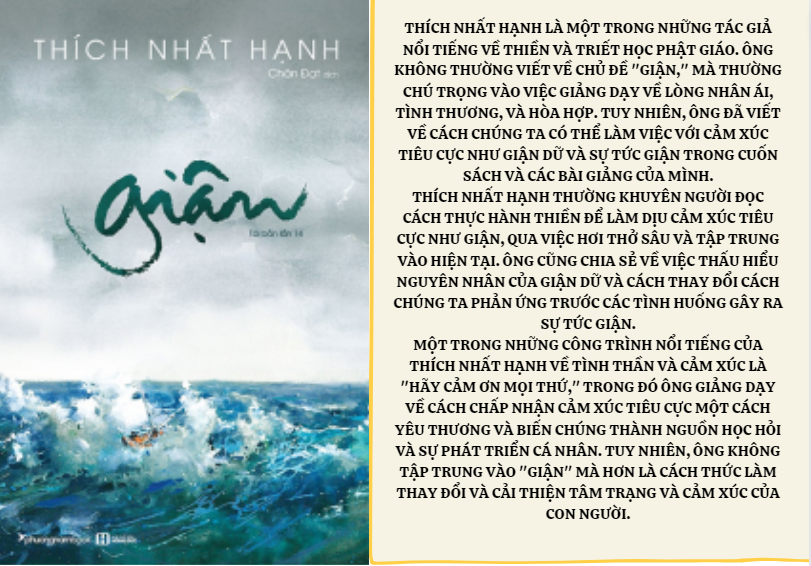 THÍCH NHẤT HẠNH
Chân Đạt dịch
giận
Tái bản lần 14
phuongnambook
THÍCH NHẤT HẠNH LÀ MỘT TRONG NHỮNG TÁC GIẢ
NỔI TIẾNG VỀ THIỀN VÀ TRIẾT HỌC PHẬT GIÁO. ÔNG
KHÔNG THƯỜNG VIẾT VỀ CHỦ ĐỀ "GIẬN," MÀ THƯỜNG
CHÚ TRỌNG VÀO VIỆC GIẢNG DẠY VỀ LÒNG NHÂN ÁI,
TÌNH THƯƠNG, VÀ HÒA HỢP. TUY NHIÊN, ÔNG ĐÃ VIẾT
VỀ CÁCH CHÚNG TA CÓ THỂ LÀM VIỆC VỚI CẢM XÚC
TIÊU CỰC NHƯ GIẬN DỮ VÀ SỰ TỨC GIẬN TRONG CUỐN
SÁCH VÀ CÁC BÀI GIẢNG CỦA MÌNH.
THÍCH NHẤT HẠNH THƯỜNG KHUYÊN NGƯỜI ĐỌC
CÁCH THỰC HÀNH THIỀN ĐỂ LÀM DỊU CẢM XÚC TIÊU
CỰC NHƯ GIẬN, QUA VIỆC HƠI THỞ SÂU VÀ TẬP TRUNG
VÀO HIỆN TẠI. ÔNG CŨNG CHIA SẺ VỀ VIỆC THẤU HIỂU
NGUYÊN NHÂN CỦA GIẬN DỮ VÀ CÁCH THAY ĐỔI CÁCH
CHÚNG TA PHẢN ỨNG TRƯỚC CÁC TÌNH HUỐNG GÂY RA
SỰ TỨC GIẬN.
MỘT TRONG NHỮNG CÔNG TRÌNH NỔI TIẾNG CỦA
THÍCH NHẤT HẠNH VỀ TÌNH THẦN VÀ CẢM XÚC LÀ
"HÃY CẢM ƠN MỌI THỨ," TRONG ĐÓ ÔNG GIẢNG DẠY
VỀ CÁCH CHẤP NHẬN CẢM XÚC TIÊU CỰC MỘT CÁCH
YÊU THƯƠNG VÀ BIẾN CHÚNG THÀNH NGUỒN HỌC HỎI
VÀ SỰ PHÁT TRIỂN CÁ NHÂN. TUY NHIÊN, ÔNG KHÔNG
TẬP TRUNG VÀO "GIẬN" MÀ HƠN LÀ CÁCH THỨC LÀM
THAY ĐỔI VÀ CẢI THIỆN TÂM TRẠNG VÀ CẢM XÚC CỦA
CON NGƯỜI.